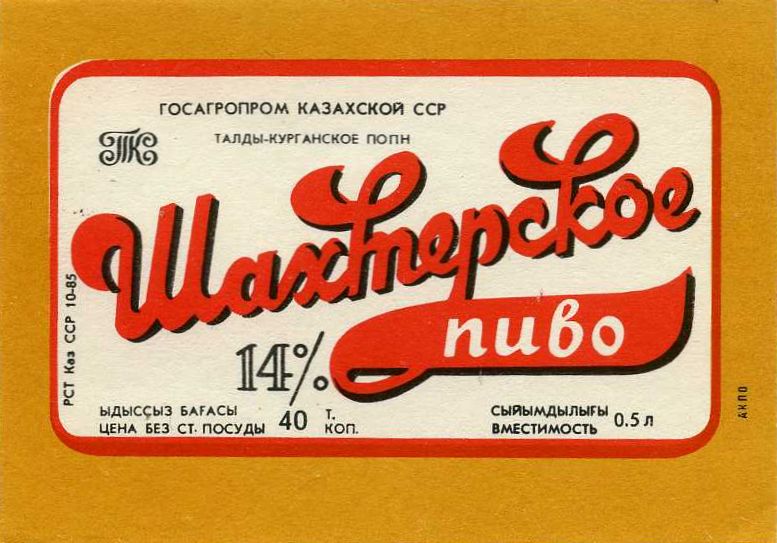 ГОСАГРОПРОМ КАЗАХСКОЙ ССР
ТК
ТАЛДЫ-КУРГАНСКОЕ ПОПН
Шахтерское
пиво
14%
РСТ Каз ССР 10-85
ЫДЫССЫЗ БАҒАСЫ 40 Т.
ЦЕНА БЕЗ СТ. ПОСУДЫ КОП.
СЫЙЫМДЫЛЫҒЫ 0.5 л
ВМЕСТИМОСТЬ
АКПО